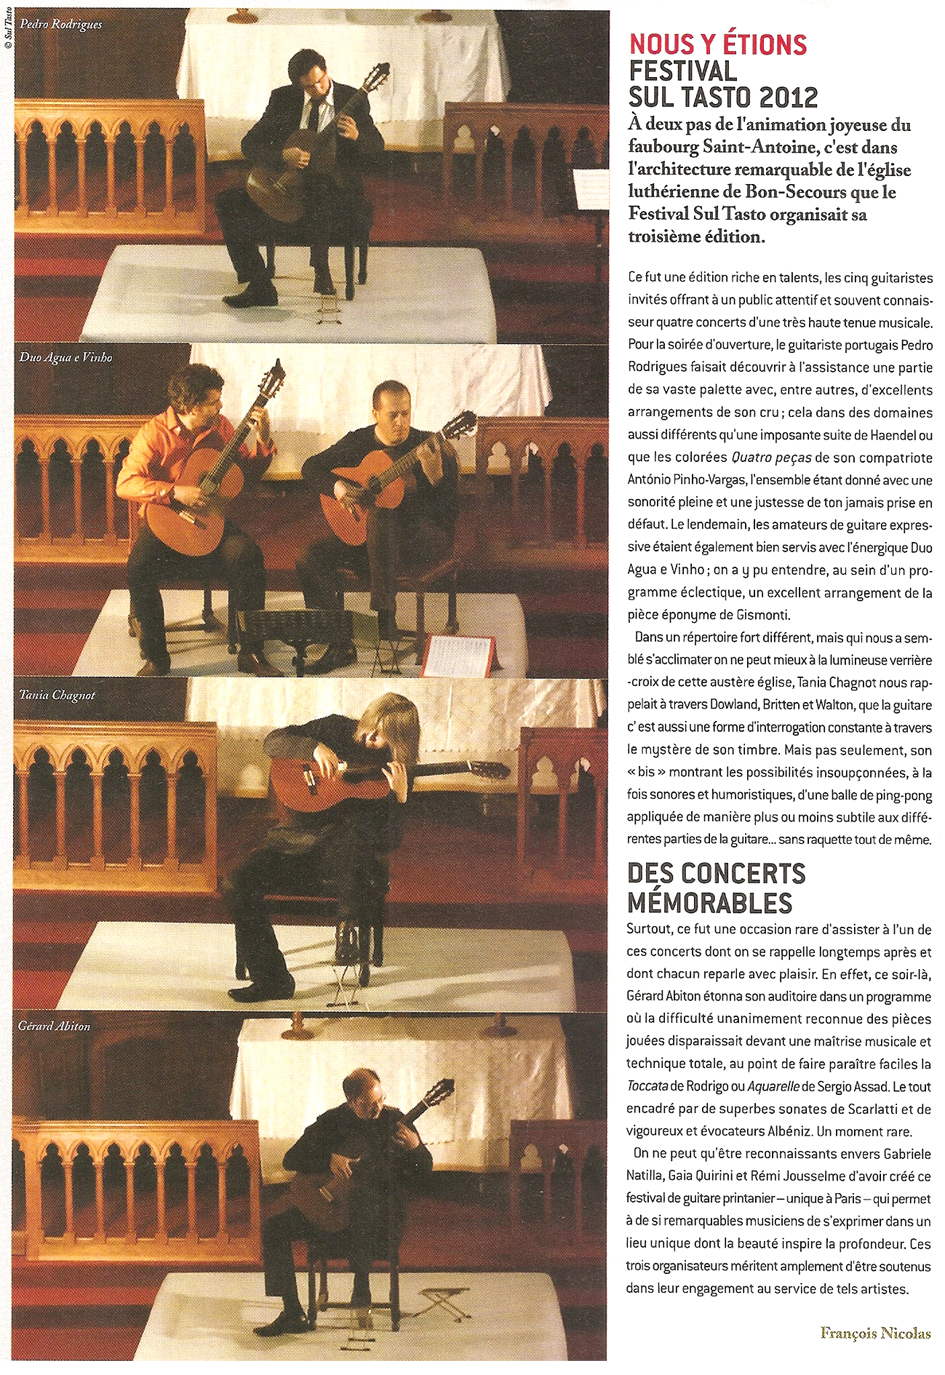 © Sul Tasto
Pedro Rodrigues
Duo Agua e Vinho
Tania Chagnot
Gérard Abiton
NOUS Y ÉTIONS
FESTIVAL
SUL TASTO 2012
À deux pas de l'animation joyeuse du
faubourg Saint-Antoine, c'est dans
l'architecture remarquable de l'église
luthérienne de Bon-Secours que le
Festival Sul Tasto organisait sa
troisième édition.
Ce fut une édition riche en talents, les cinq guitaristes
invités offrant à un public attentif et souvent connais-
seur quatre concerts d'une très haute tenue musicale.
Pour la soirée d'ouverture, le guitariste portugais Pedro
Rodrigues faisait découvrir à l'assistance une partie
de sa vaste palette avec, entre autres, d'excellents
arrangements de son cru ; cela dans des domaines
aussi différents qu'une imposante suite de Haendel ou
que les colorées Quatro peças de son compatriote
António Pinho-Vargas, l'ensemble étant donné avec une
sonorité pleine et une justesse de ton jamais prise en
défaut. Le lendemain, les amateurs de guitare expres-
sive étaient également bien servis avec l'énergique Duo
Agua e Vinho ; on a y pu entendre, au sein d'un pro-
gramme éclectique, un excellent arrangement de la
pièce éponyme de Gismonti.
Dans un répertoire fort différent, mais qui nous a sem-
blé s'acclimater on ne peut mieux à la lumineuse verrière
-croix de cette austère église, Tania Chagnot nous rap-
pelait à travers Dowland, Britten et Walton, que la guitare
c' est aussi une forme d'interrogation constante à travers
le mystère de son timbre. Mais pas seulement, son
« bis » montrant les possibilités insoupçonnées, à la
fois sonores et humoristiques, d'une balle de ping-pong
appliquée de manière plus ou moins subtile aux diffé-
rentes parties de la guitare... sans raquette tout de même.
DES CONCERTS
MÉMORABLES
Surtout, ce fut une occasion rare d'assister à l'un de
ces concerts dont on se rappelle longtemps après et
dont chacun reparle avec plaisir. En effet, ce soir-là,
Gérard Abiton étonna son auditoire dans un programme
où la difficulté unanimement reconnue des pièces
jouées disparaissait devant une maîtrise musicale et
technique totale, au point de faire paraître faciles la
Toccata de Rodrigo ou Aquarelle de Sergio Assad. Le tout
encadré par de superbes sonates de Scarlatti et de
vigoureux et évocateurs Albéniz. Un moment rare.
On ne peut qu'être reconnaissants envers Gabriele
Natilla, Gaia Quirini et Rémi Jousselme d'avoir créé ce
festival de guitare printanier – unique à Paris – qui permet
à de si remarquables musiciens de s'exprimer dans un
lieu unique dont la beauté inspire la profondeur. Ces
trois organisateurs méritent amplement d'être soutenus
dans leur engagement au service de tels artistes.
François Nicolas